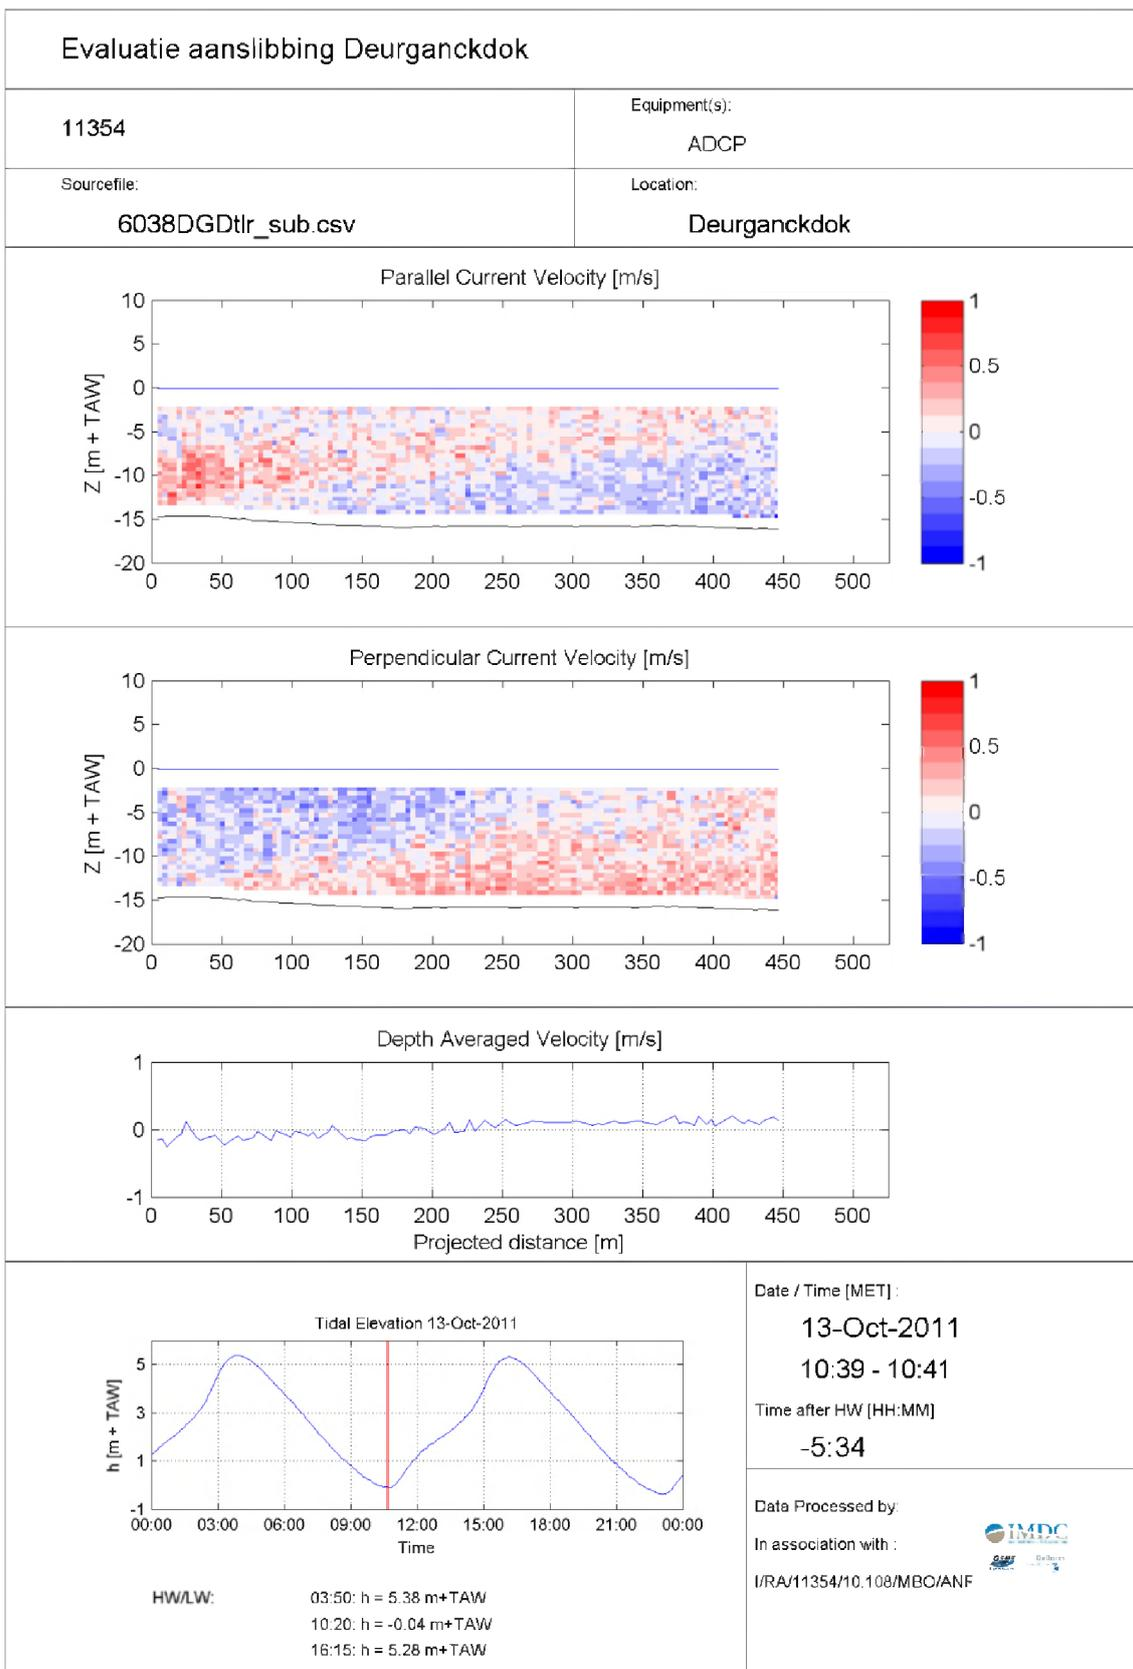 Evaluatie aanslibbing Deurganckdok
11354
Equipment(s):
ADCP
Sourcefile:
6038DGDtlr_sub.csv
Location:
Deurganckdok
Parallel Current Velocity [m/s]
10
5
0
-5
-10
-15
-20
Z [m + TAW]
0 50 100 150 200 250 300 350 400 450 500
1
0.5
0
-0.5
-1
Perpendicular Current Velocity [m/s]
10
5
0
-5
-10
-15
-20
Z [m + TAW]
0 50 100 150 200 250 300 350 400 450 500
1
0.5
0
-0.5
-1
Depth Averaged Velocity [m/s]
1
0
-1
0 50 100 150 200 250 300 350 400 450 500
Projected distance [m]
Tidal Elevation 13-Oct-2011
5
3
1
-1
h [m + TAW]
00:00 03:00 06:00 09:00 12:00 15:00 18:00 21:00 00:00
Time
HW/LW:
03:50: h = 5.38 m+TAW
10:20: h = -0.04 m+TAW
16:15: h = 5.28 m+TAW
Date / Time [MET] :
13-Oct-2011
10:39 - 10:41
Time after HW [HH:MM]
-5:34
Data Processed by:
IMDC
In association with :
I/RA/11354/10.108/MBO/ANF